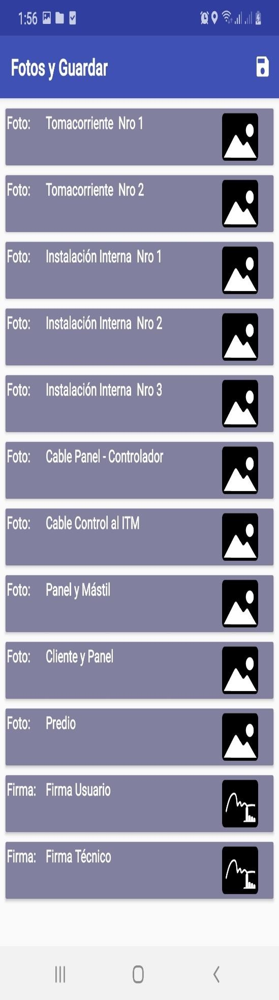 1:56
Fotos y Guardar
Foto: Tomacorriente Nro 1
Foto: Tomacorriente Nro 2
Foto: Instalación Interna Nro 1
Foto: Instalación Interna Nro 2
Foto: Instalación Interna Nro 3
Foto: Cable Panel - Controlador
Foto: Cable Control al ITM
Foto: Panel y Mástil
Foto: Cliente y Panel
Foto: Predio
Firma: Firma Usuario
Firma: Firma Técnico